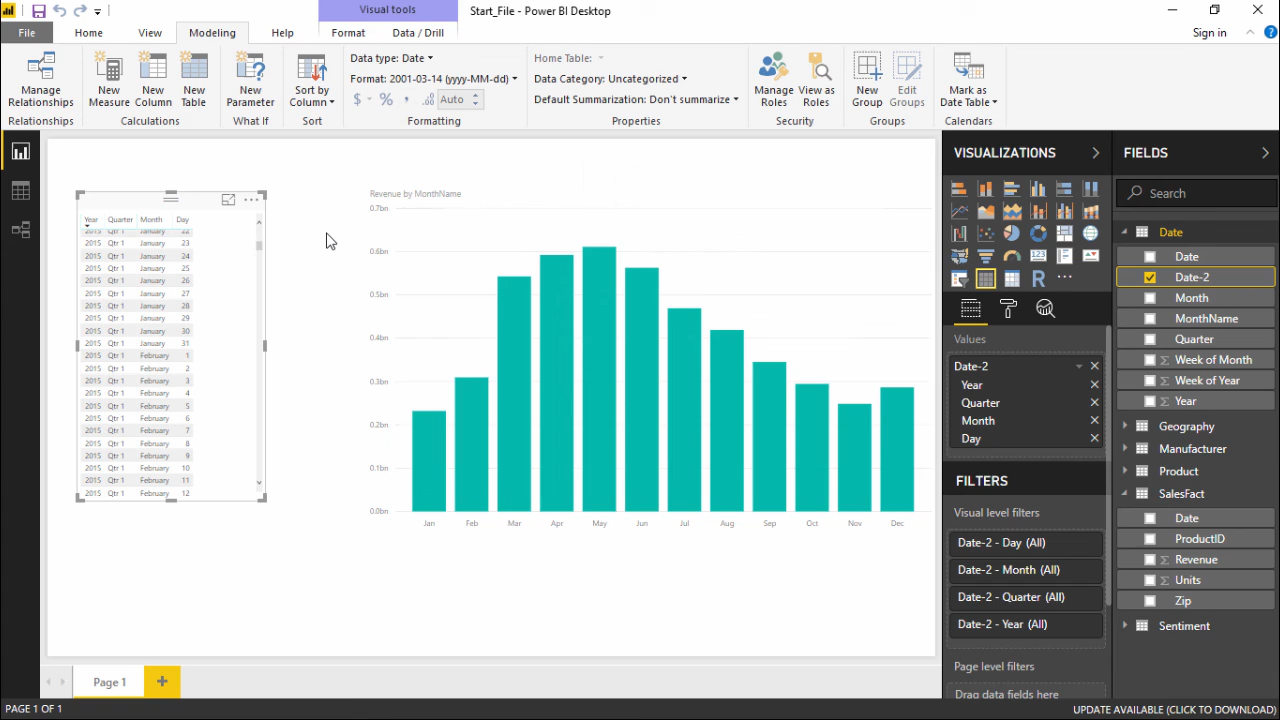 Visual tools
Start_File - Power BI Desktop
File
Home
View
Modeling
Help
Format
Data / Drill
Sign in
Manage Relationships
Relationships
New Measure
New Column
New Table
Calculations
New Parameter
What If
Sort by Column
Sort
Data type: Date
Format: 2001-03-14 (yyyy-MM-dd)
$ % , .00 Auto
Formatting
Home Table:
Data Category: Uncategorized
Default Summarization: Don't summarize
Properties
Manage Roles
View as Roles
Security
New Group
Edit Groups
Groups
Mark as Date Table
Calendars
Year Quarter Month Day
2015 Qtr 1 January 22
2015 Qtr 1 January 23
2015 Qtr 1 January 24
2015 Qtr 1 January 25
2015 Qtr 1 January 26
2015 Qtr 1 January 27
2015 Qtr 1 January 28
2015 Qtr 1 January 29
2015 Qtr 1 January 30
2015 Qtr 1 January 31
2015 Qtr 1 February 1
2015 Qtr 1 February 2
2015 Qtr 1 February 3
2015 Qtr 1 February 4
2015 Qtr 1 February 5
2015 Qtr 1 February 6
2015 Qtr 1 February 7
2015 Qtr 1 February 8
2015 Qtr 1 February 9
2015 Qtr 1 February 10
2015 Qtr 1 February 11
2015 Qtr 1 February 12
Revenue by MonthName
0.7bn
0.6bn
0.5bn
0.4bn
0.3bn
0.2bn
0.1bn
0.0bn
Jan Feb Mar Apr May Jun Jul Aug Sep Oct Nov Dec
VISUALIZATIONS
R
123
Values
Date-2
Year
Quarter
Month
Day
FILTERS
Visual level filters
Date-2 - Day (All)
Date-2 - Month (All)
Date-2 - Quarter (All)
Date-2 - Year (All)
Page level filters
Drag data fields here
FIELDS
Search
Date
Date
Date-2
Month
MonthName
Quarter
Σ Week of Month
Σ Week of Year
Σ Year
Geography
Manufacturer
Product
SalesFact
Date
ProductID
Σ Revenue
Σ Units
Zip
Sentiment
Page 1
PAGE 1 OF 1
UPDATE AVAILABLE (CLICK TO DOWNLOAD)